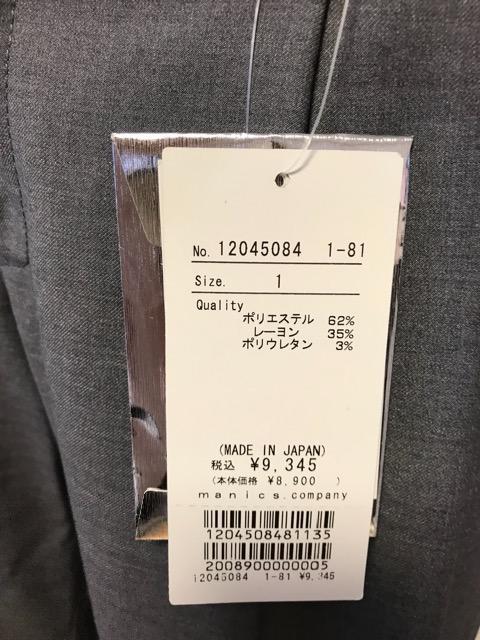 No. 12045084 1-81
Size. 1
Quality
ポリエステル 62%
レーヨン 35%
ポリウレタン 3%
(MADE IN JAPAN)
税込 ¥9,345
(本体価格 ¥8,900 )
manics.company
1204508481135
2008900000005
12045084 1-81 ¥9,345